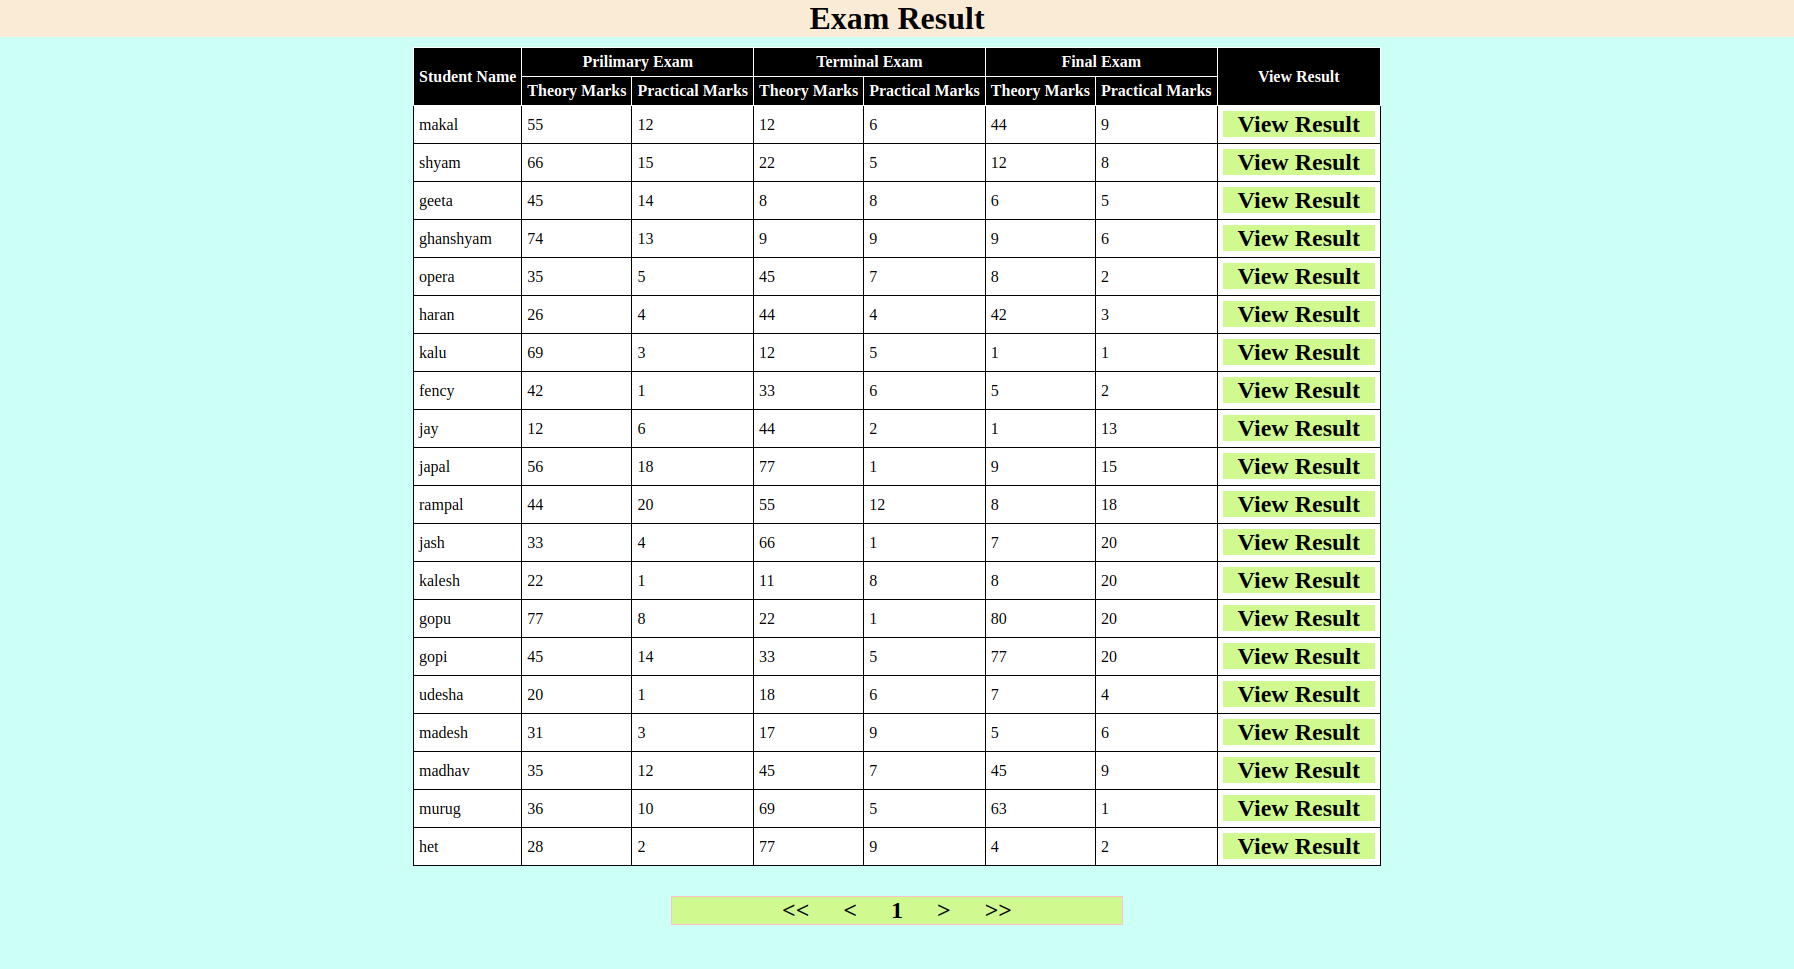 Exam Result
Student Name Prilimary Exam Terminal Exam Final Exam View Result
Theory Marks Practical Marks Theory Marks Practical Marks Theory Marks Practical Marks
makal 55 12 12 6 44 9 View Result
shyam 66 15 22 5 12 8 View Result
geeta 45 14 8 8 6 5 View Result
ghanshyam 74 13 9 9 9 6 View Result
opera 35 5 45 7 8 2 View Result
haran 26 4 44 4 42 3 View Result
kalu 69 3 12 5 1 1 View Result
fency 42 1 33 6 5 2 View Result
jay 12 6 44 2 1 13 View Result
japal 56 18 77 1 9 15 View Result
rampal 44 20 55 12 8 18 View Result
jash 33 4 66 1 7 20 View Result
kalesh 22 1 11 8 8 20 View Result
gopu 77 8 22 1 80 20 View Result
gopi 45 14 33 5 77 20 View Result
udesha 20 1 18 6 7 4 View Result
madesh 31 3 17 9 5 6 View Result
madhav 35 12 45 7 45 9 View Result
murug 36 10 69 5 63 1 View Result
het 28 2 77 9 4 2 View Result
<< < 1 > >>